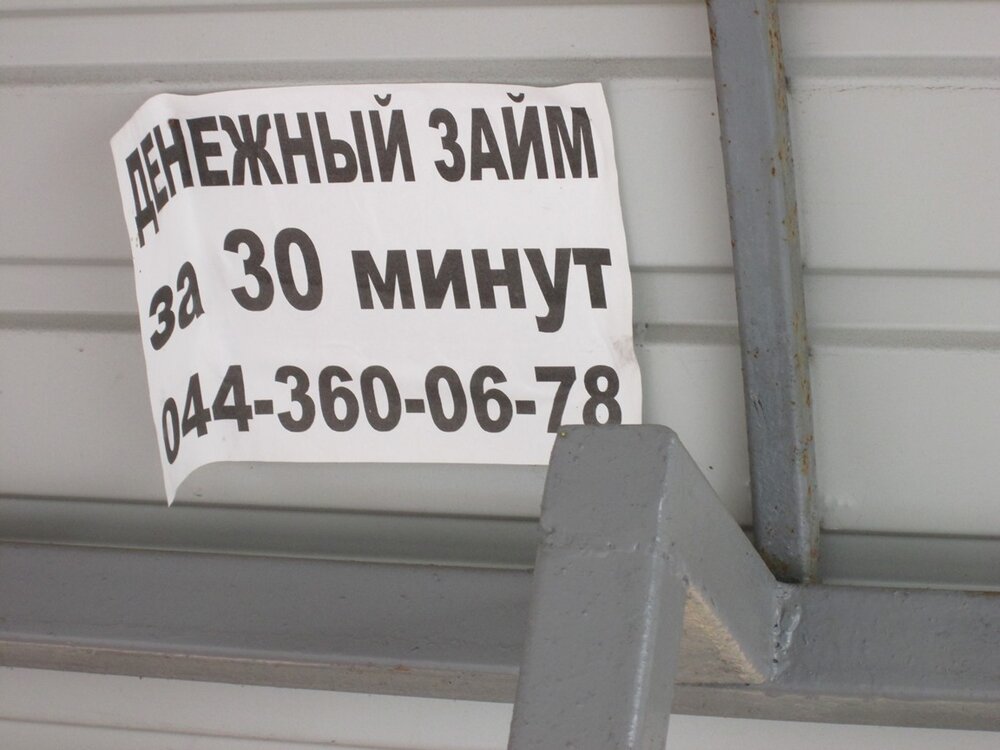 ДЕНЕЖНЫЙ ЗАЙМ
за 30 минут
044-360-06-78